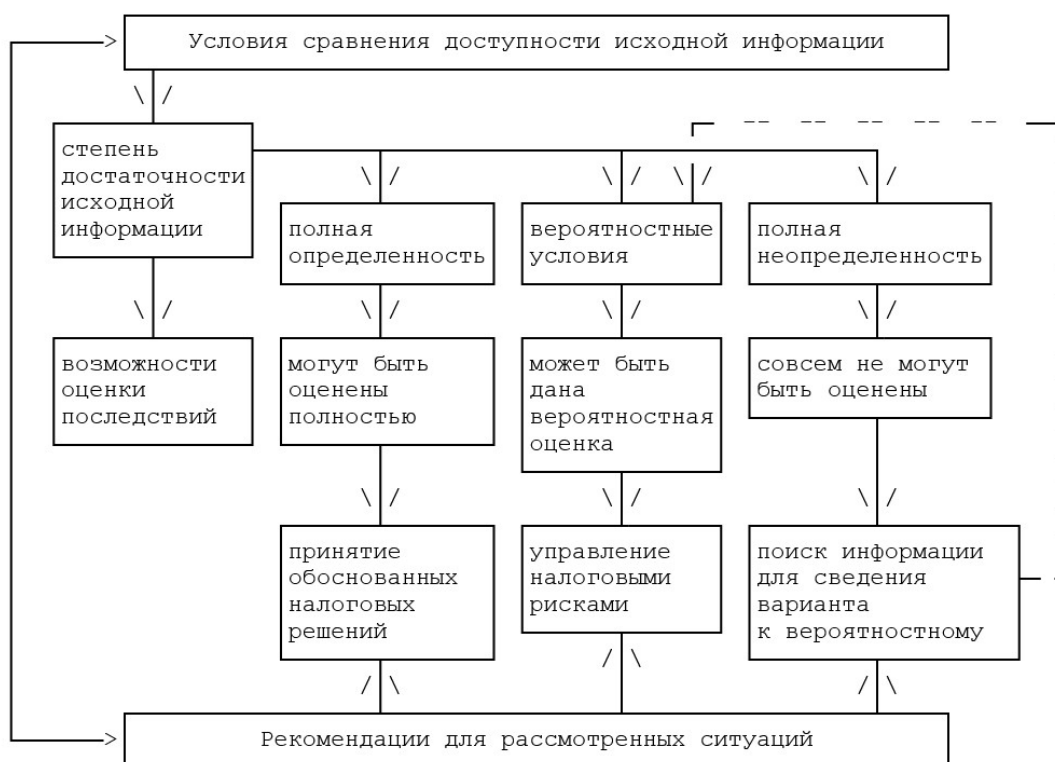 Условия сравнения доступности исходной информации
степень
достаточности
исходной
информации
полная
определенность
вероятностные
условия
полная
неопределенность
возможности
оценки
последствий
могут быть
оценены
полностью
может быть
дана
вероятностная
оценка
совсем не могут
быть оценены
принятие
обоснованных
налоговых
решений
управление
налоговыми
рисками
поиск информации
для сведения
варианта
к вероятностному
Рекомендации для рассмотренных ситуаций